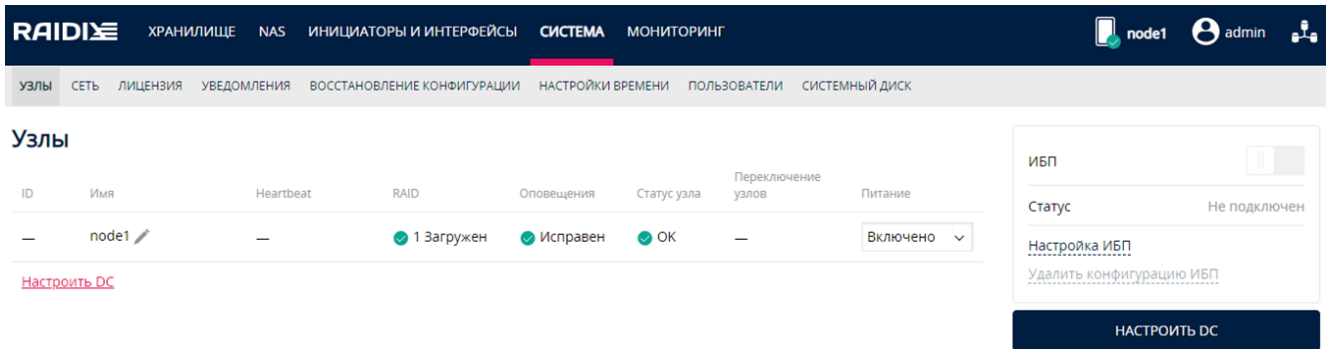 RAIDIX ХРАНИЛИЩЕ NAS ИНИЦИАТОРЫ И ИНТЕРФЕЙСЫ СИСТЕМА МОНИТОРИНГ node1 admin
УЗЛЫ СЕТЬ ЛИЦЕНЗИЯ УВЕДОМЛЕНИЯ ВОССТАНОВЛЕНИЕ КОНФИГУРАЦИИ НАСТРОЙКИ ВРЕМЕНИ ПОЛЬЗОВАТЕЛИ СИСТЕМНЫЙ ДИСК
Узлы
ID Имя Heartbeat RAID Оповещения Статус узла Переключение узлов Питание
— node1 — 1 Загружен Исправен OK — Включено
Настроить DC
ИБП
Статус Не подключен
Настройка ИБП
Удалить конфигурацию ИБП
НАСТРОИТЬ DC